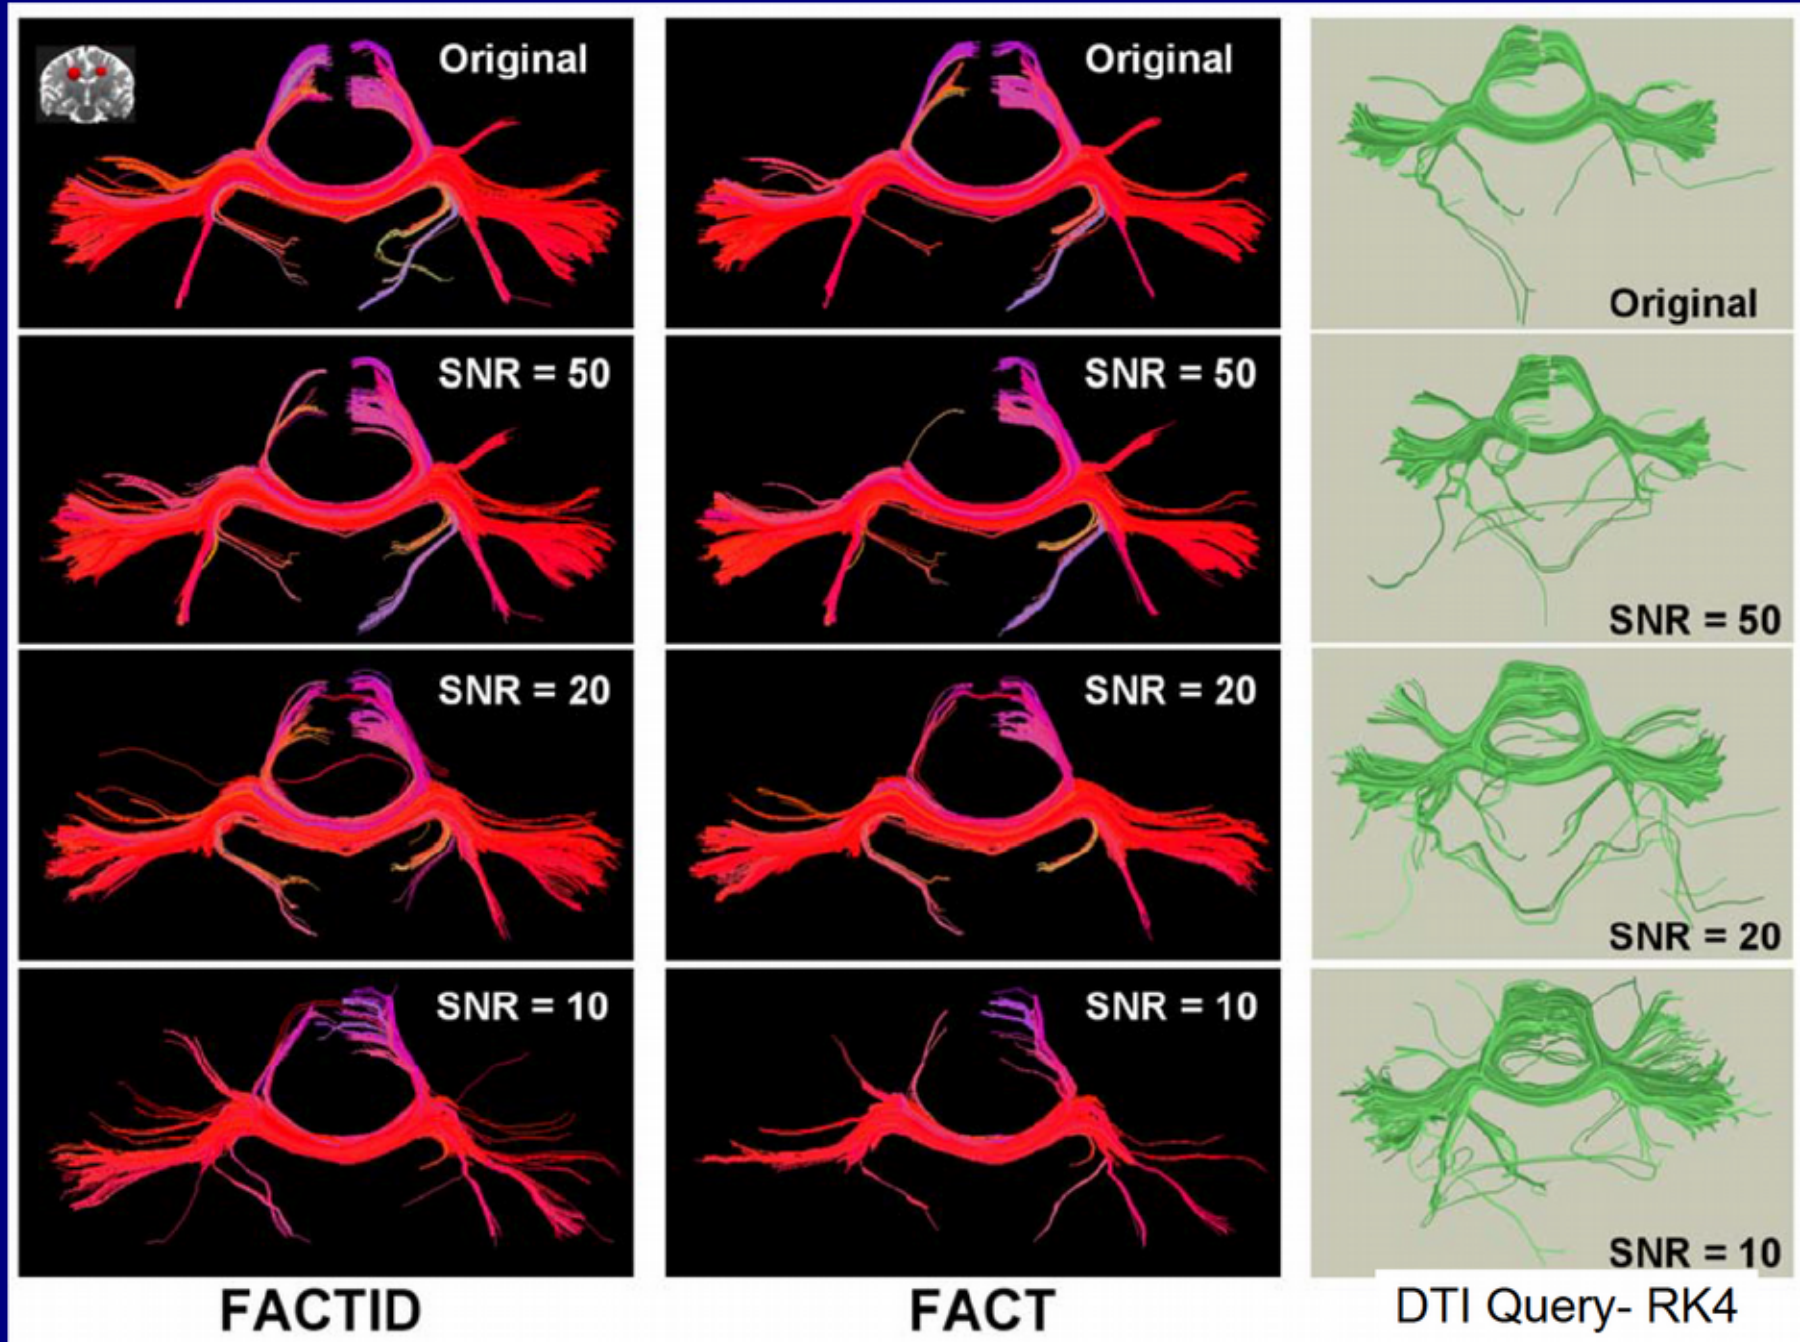 Original
Original
Original
SNR = 50
SNR = 50
SNR = 50
SNR = 20
SNR = 20
SNR = 20
SNR = 10
SNR = 10
SNR = 10
FACTID
FACT
DTI Query- RK4